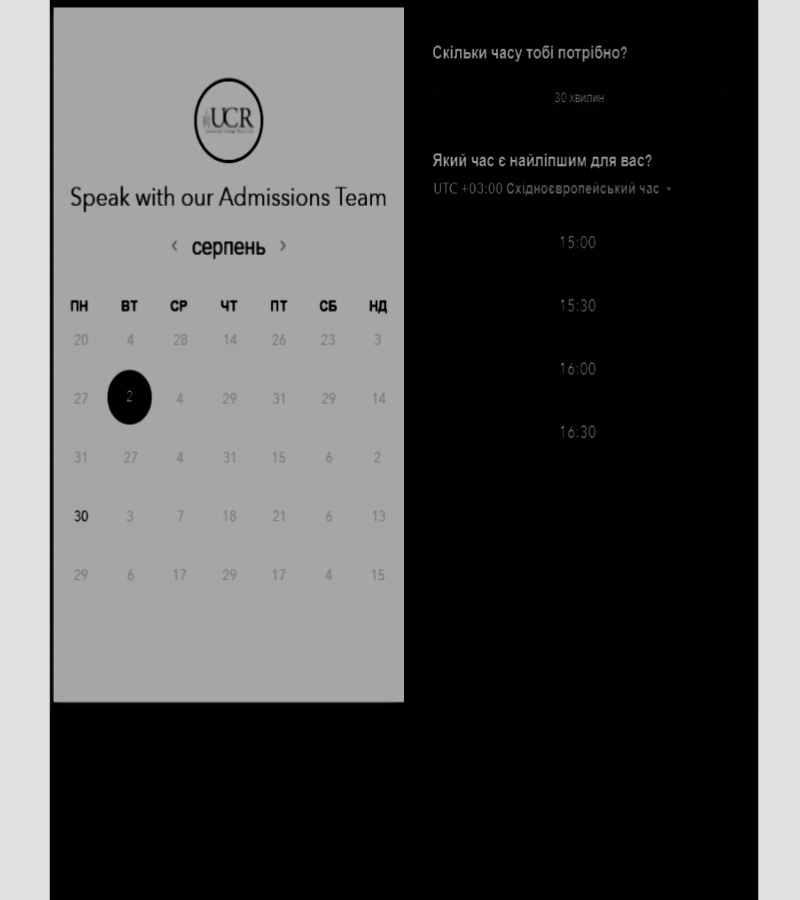 UCR
Speak with our Admissions Team
‹ серпень ›
ПН ВТ СР ЧТ ПТ СБ НД
20 4 28 14 26 23 3
27 2 4 29 31 29 14
31 27 4 31 15 6 2
30 3 7 18 21 6 13
29 6 17 29 17 4 15
Скільки часу тобі потрібно?
30 хвилин
Який час є найліпшим для вас?
UTC +03:00 Східноєвропейський час
15:00
15:30
16:00
16:30